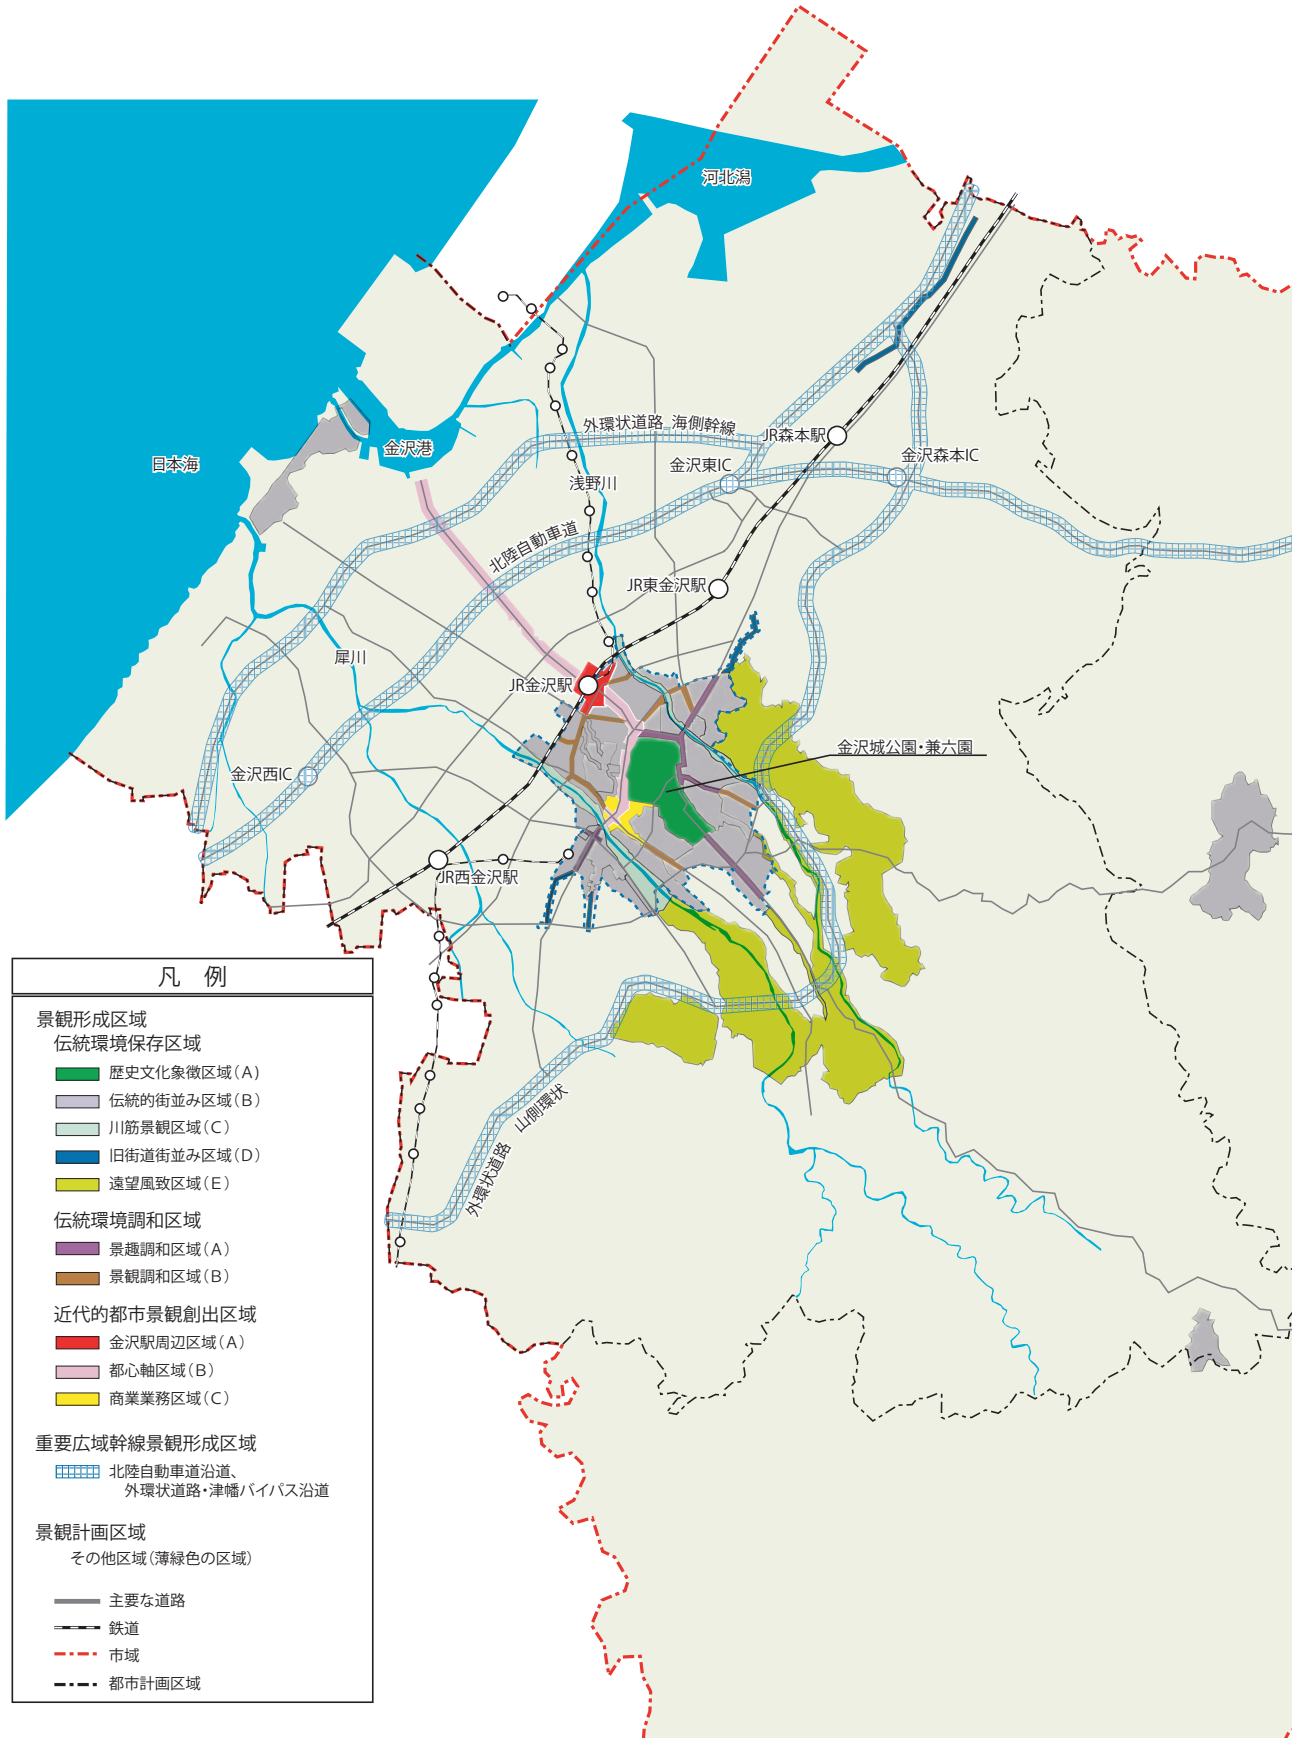 河北潟
外環状道路 海側幹線
JR森本駅
金沢港
金沢東IC
金沢森本IC
日本海
浅野川
北陸自動車道
JR東金沢駅
犀川
JR金沢駅
金沢城公園・兼六園
金沢西IC
JR西金沢駅
外環状道路 山側環状
凡 例
景観形成区域
伝統環境保存区域
歴史文化象徴区域(A)
伝統的街並み区域(B)
川筋景観区域(C)
旧街道街並み区域(D)
遠望風致区域(E)
伝統環境調和区域
景趣調和区域(A)
景観調和区域(B)
近代的都市景観創出区域
金沢駅周辺区域(A)
都心軸区域(B)
商業業務区域(C)
重要広域幹線景観形成区域
北陸自動車道沿道、
外環状道路・津幡バイパス沿道
景観計画区域
その他区域(薄緑色の区域)
主要な道路
鉄道
市域
都市計画区域